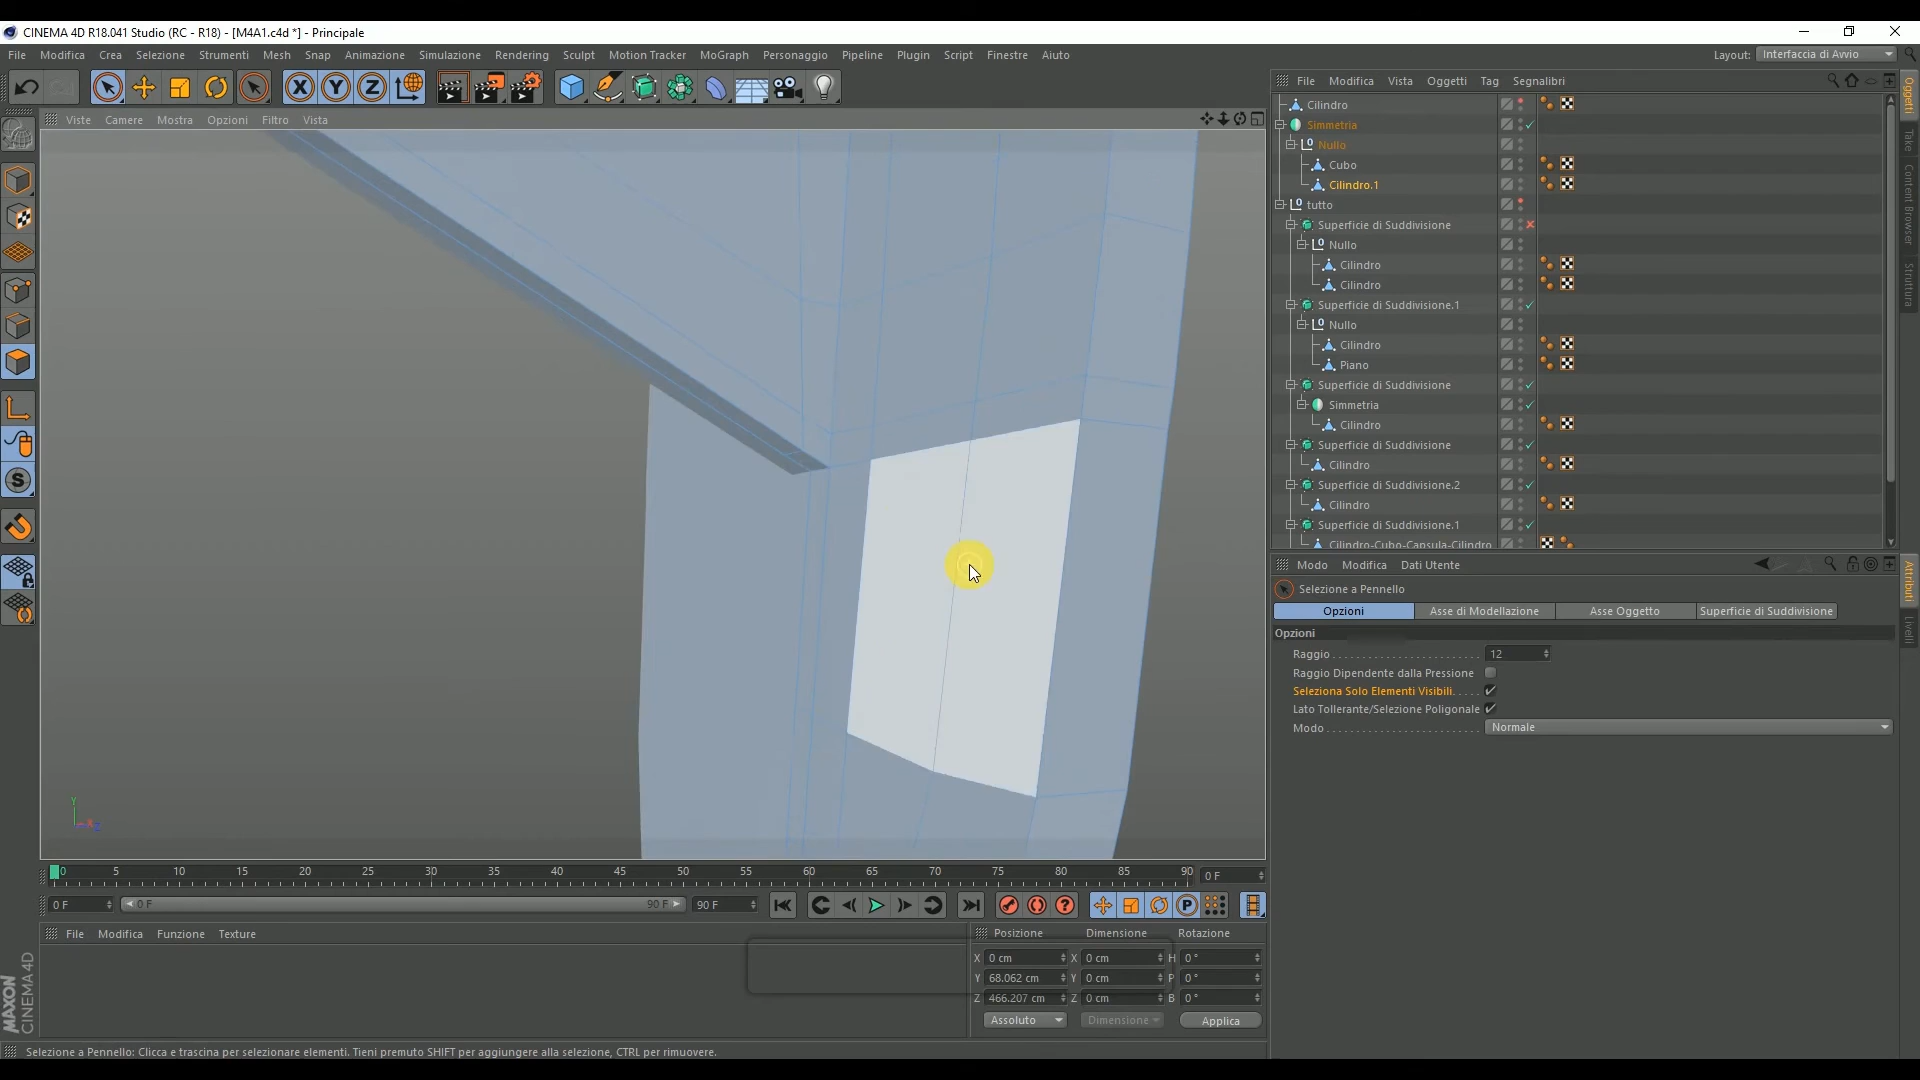 CINEMA 4D R18.041 Studio (RC - R18) - [M4A1.c4d *] - Principale
File Modifica Crea Selezione Strumenti Mesh Snap Animazione Simulazione Rendering Sculpt Motion Tracker MoGraph Personaggio Pipeline Plugin Script Finestre Aiuto Layout: Interfaccia di Avvio
File Modifica Vista Oggetti Tag Segnalibri
Viste Camere Mostra Opzioni Filtro Vista
Cilindro
Simmetria
Nullo
Cubo
Cilindro.1
tutto
Superficie di Suddivisione
Nullo
Cilindro
Cilindro
Superficie di Suddivisione.1
Nullo
Cilindro
Piano
Superficie di Suddivisione
Simmetria
Cilindro
Superficie di Suddivisione
Cilindro
Superficie di Suddivisione.2
Cilindro
Superficie di Suddivisione.1
Cilindro-Cubo-Capsula-Cilindro
Oggetti
Take
Content Browser
Struttura
Modo Modifica Dati Utente
Selezione a Pennello
Opzioni Asse di Modellazione Asse Oggetto Superficie di Suddivisione
Opzioni
Raggio 12
Raggio Dipendente dalla Pressione
Seleziona Solo Elementi Visibili
Lato Tollerante/Selezione Poligonale
Modo Normale
Attributi
Livelli
Y
X
Z
0 5 10 15 20 25 30 35 40 45 50 55 60 65 70 75 80 85 90 0 F
0 F 0 F 90 F 90 F
File Modifica Funzione Texture
Posizione Dimensione Rotazione
X 0 cm X 0 cm H 0 °
Y 68.062 cm Y 0 cm P 0 °
Z 466.207 cm Z 0 cm B 0 °
Assoluto Dimensione Applica
MAXON
CINEMA 4D
Selezione a Pennello: Clicca e trascina per selezionare elementi. Tieni premuto SHIFT per aggiungere alla selezione, CTRL per rimuovere.